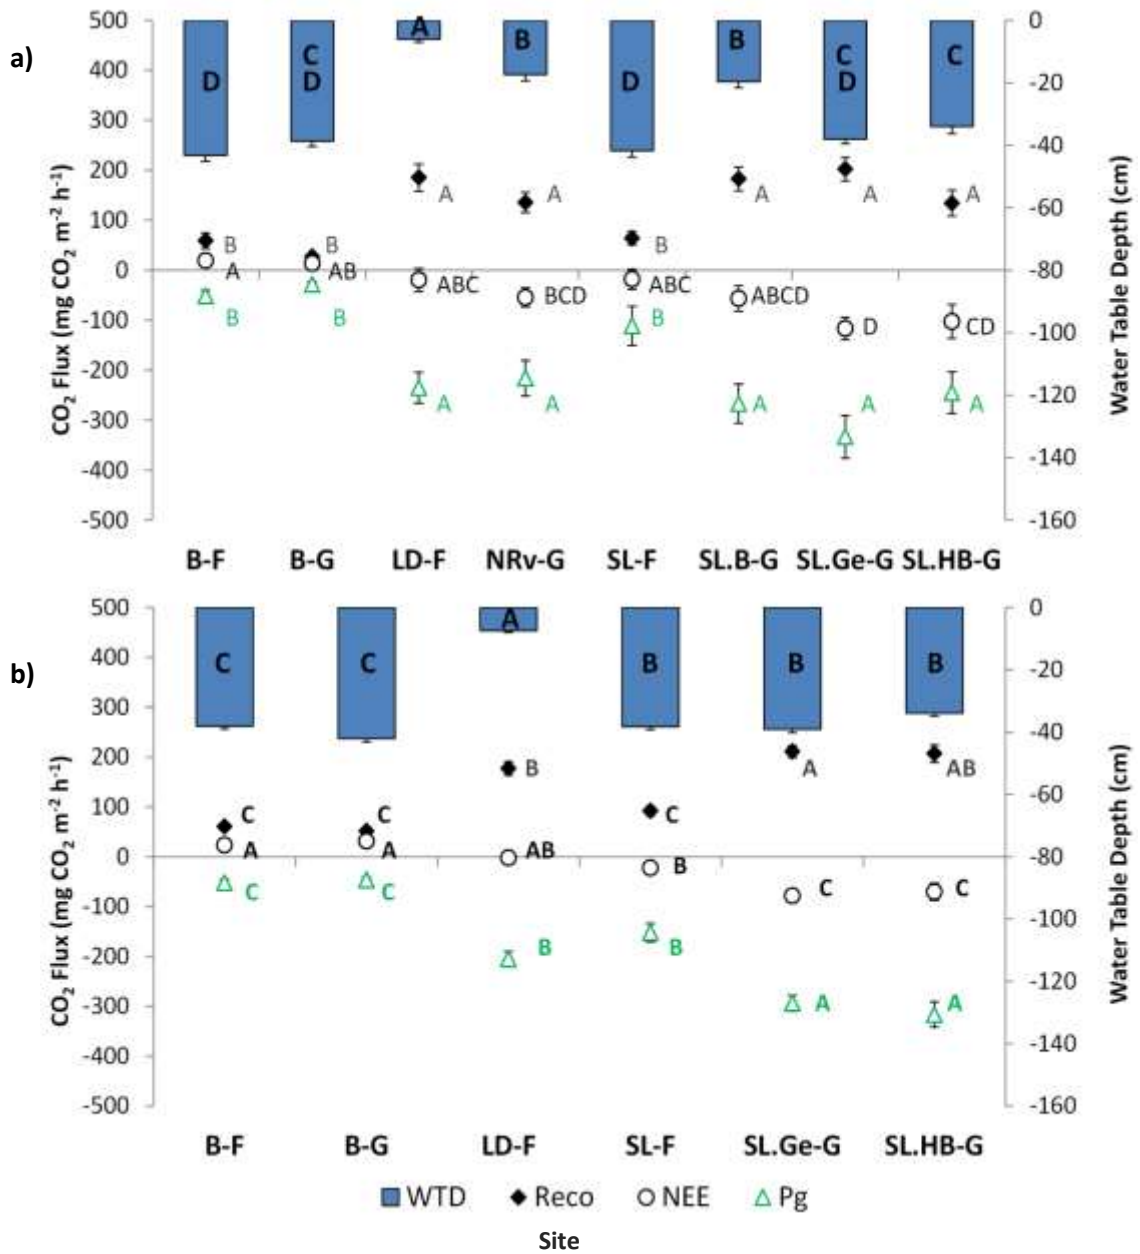 a)
CO2 Flux (mg CO2 m-2 h-1)
500
400
300
200
100
0
-100
-200
-300
-400
-500
D
C
D
A
B
D
B
C
D
C
B
B
A
A
B
A
A
A
A
AB
ABC
BCD
ABC
ABCD
D
CD
B
B
A
A
B
A
A
A
0
-20
-40
-60
-80
-100
-120
-140
-160
Water Table Depth (cm)
B-F B-G LD-F NRv-G SL-F SL.B-G SL.Ge-G SL.HB-G
b)
CO2 Flux (mg CO2 m-2 h-1)
500
400
300
200
100
0
-100
-200
-300
-400
-500
C
C
A
B
B
B
C
C
B
C
A
AB
A
A
AB
B
C
C
C
C
B
B
A
A
0
-20
-40
-60
-80
-100
-120
-140
-160
Water Table Depth (cm)
B-F B-G LD-F SL-F SL.Ge-G SL.HB-G
WTD Reco NEE Pg
Site